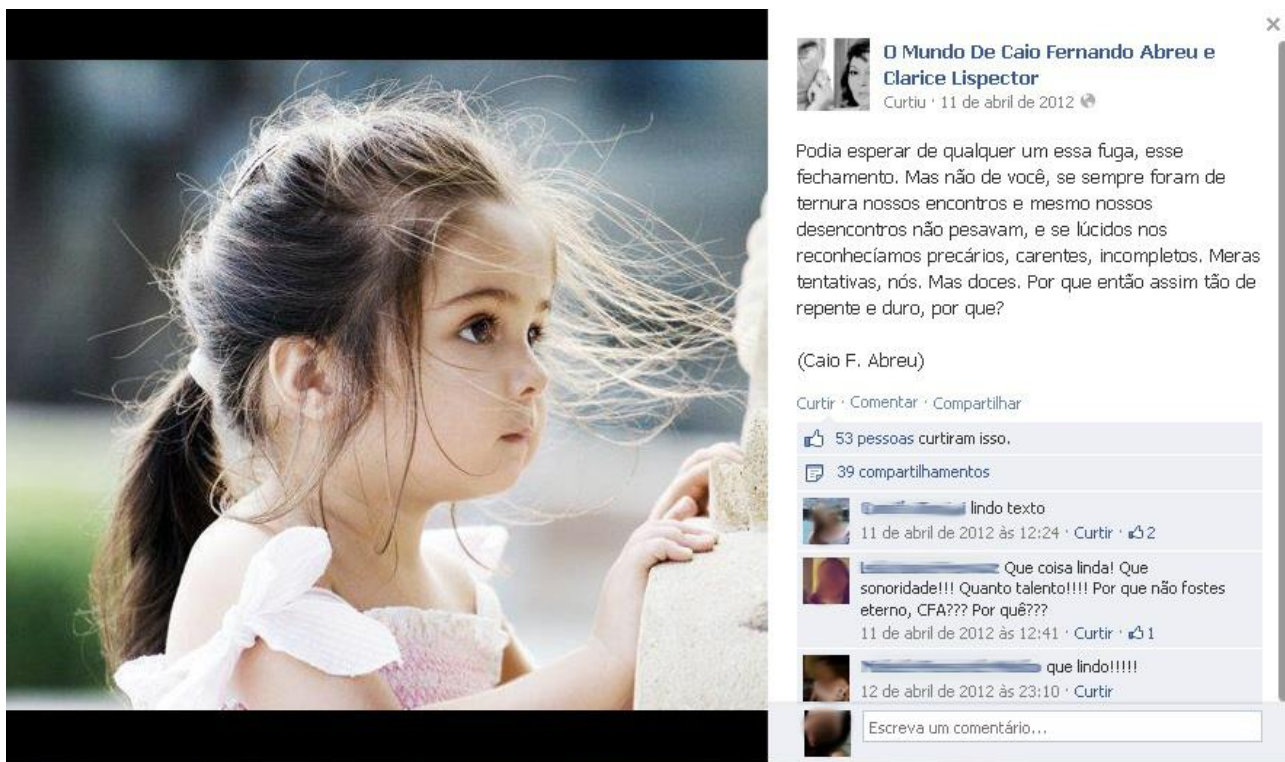 O Mundo De Caio Fernando Abreu e
Clarice Lispector
Curtiu · 11 de abril de 2012
Podia esperar de qualquer um essa fuga, esse
fechamento. Mas não de você, se sempre foram de
ternura nossos encontros e mesmo nossos
desencontros não pesavam, e se lúcidos nos
reconhecíamos precários, carentes, incompletos. Meras
tentativas, nós. Mas doces. Por que então assim tão de
repente e duro, por que?
(Caio F. Abreu)
Curtir · Comentar · Compartilhar
53 pessoas curtiram isso.
39 compartilhamentos
lindo texto
11 de abril de 2012 às 12:24 · Curtir · 2
Que coisa linda! Que
sonoridade!!! Quanto talento!!!! Por que não fostes
eterno, CFA??? Por quê???
11 de abril de 2012 às 12:41 · Curtir · 1
que lindo!!!!!
12 de abril de 2012 às 23:10 · Curtir
Escreva um comentário...